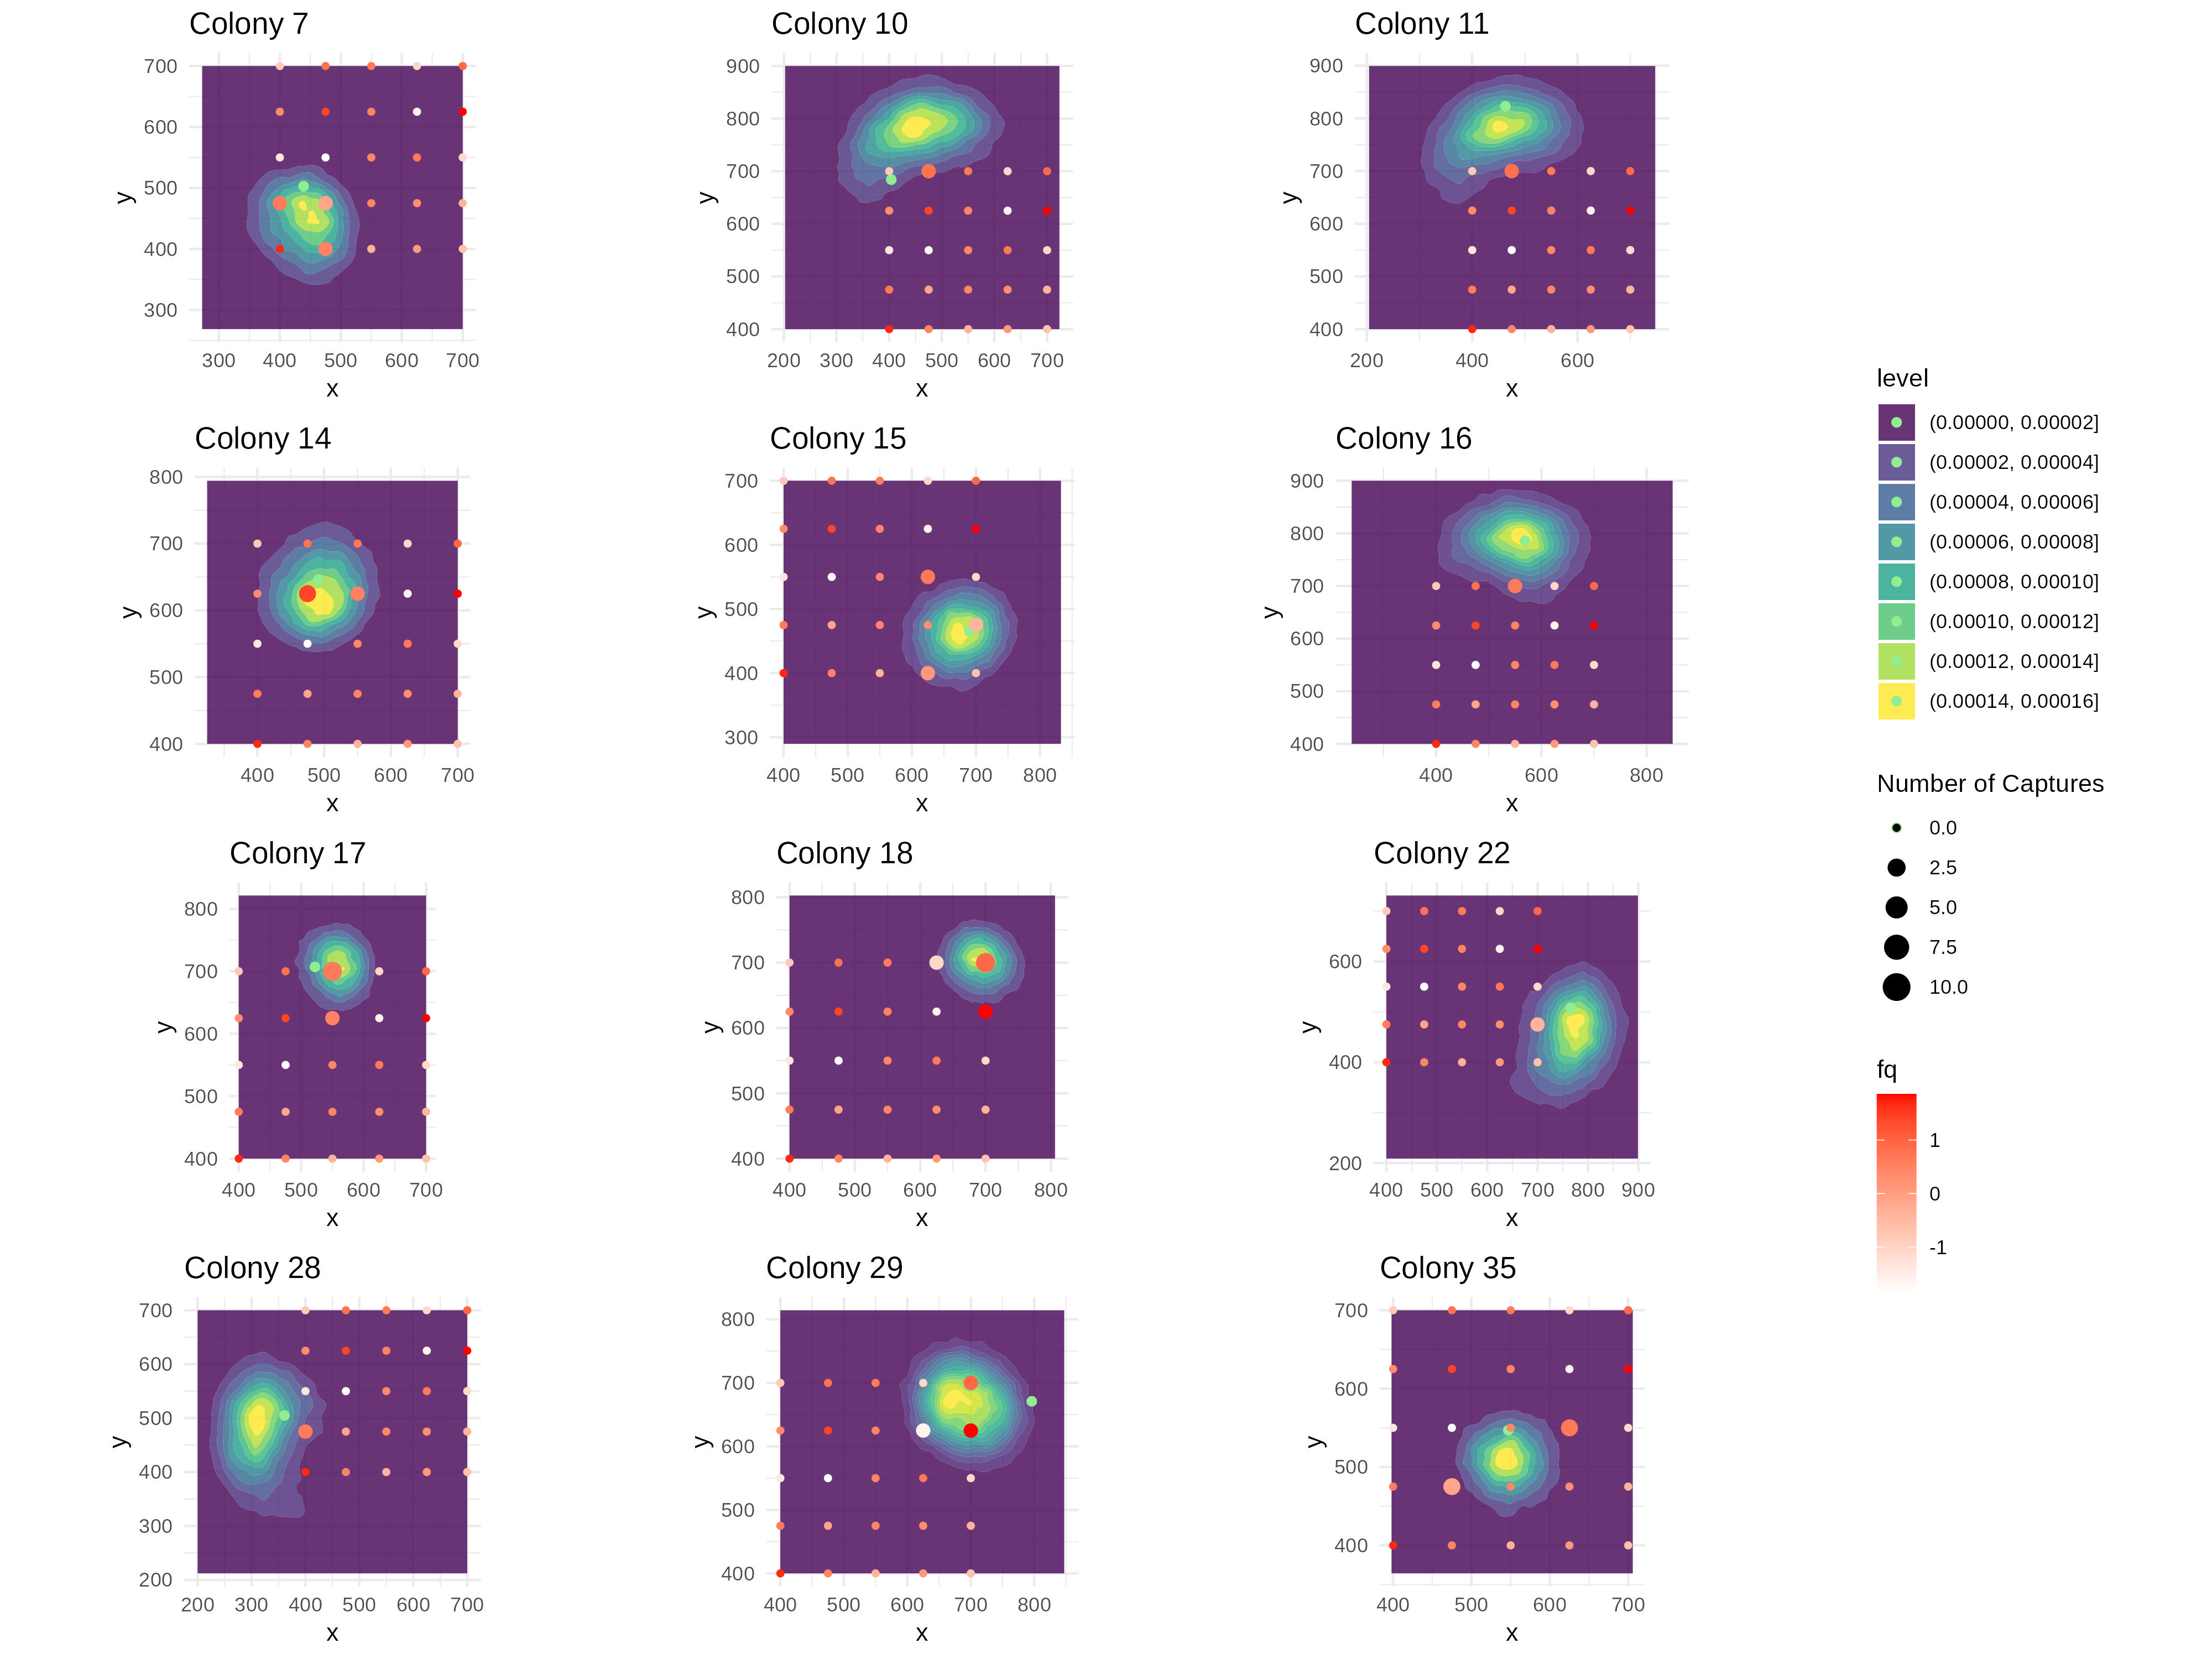 Colony 7
700
600
500
400
300
300 400 500 600 700
x
y
Colony 10
900
800
700
600
500
400
200 300 400 500 600 700
x
y
Colony 11
900
800
700
600
500
400
200 400 600
x
y
Colony 14
800
700
600
500
400
400 500 600 700
x
y
Colony 15
700
600
500
400
300
400 500 600 700 800
x
y
Colony 16
900
800
700
600
500
400
400 600 800
x
y
Colony 17
800
700
600
500
400
400 500 600 700
x
y
Colony 18
800
700
600
500
400
400 500 600 700 800
x
y
Colony 22
600
400
200
400 500 600 700 800 900
x
y
Colony 28
700
600
500
400
300
200
200 300 400 500 600 700
x
y
Colony 29
800
700
600
500
400
400 500 600 700 800
x
y
Colony 35
700
600
500
400
400 500 600 700
x
y
level
(0.00000, 0.00002]
(0.00002, 0.00004]
(0.00004, 0.00006]
(0.00006, 0.00008]
(0.00008, 0.00010]
(0.00010, 0.00012]
(0.00012, 0.00014]
(0.00014, 0.00016]
Number of Captures
0.0
2.5
5.0
7.5
10.0
fq
1
0
-1